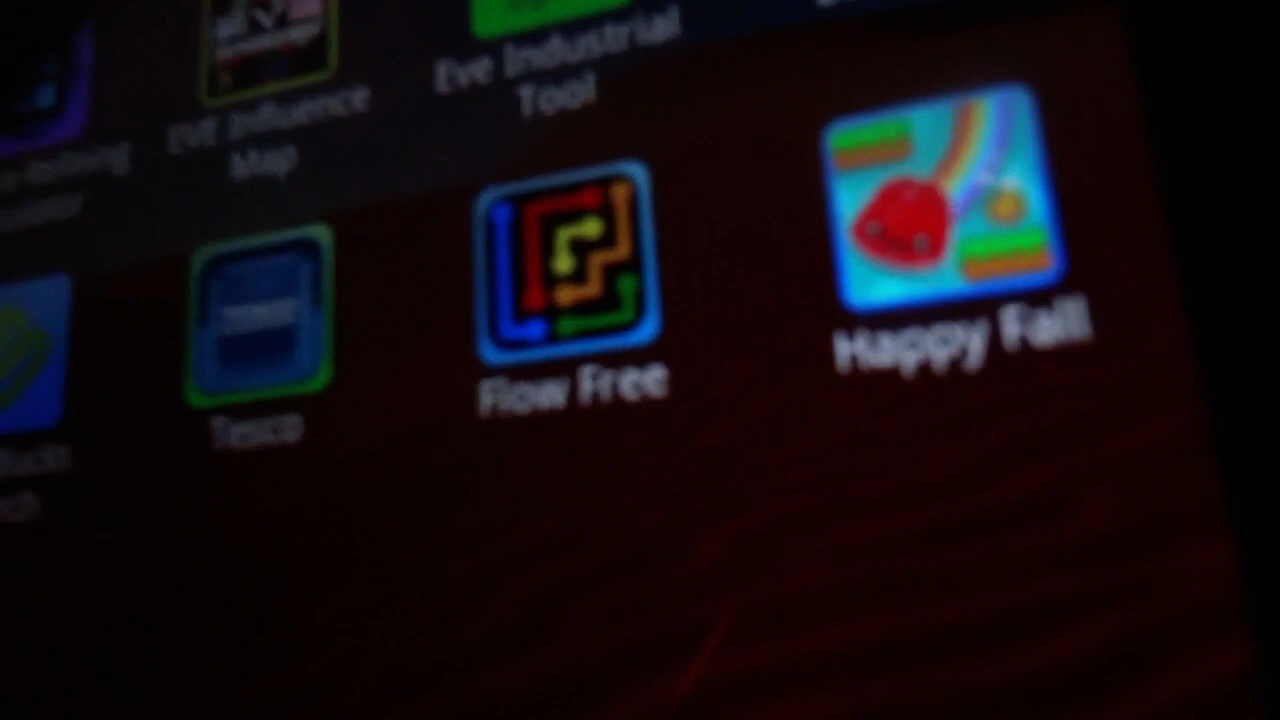 EVE Influence
Map
Eve Industrial
Tool
Tesco
Flow Free
Happy Fall